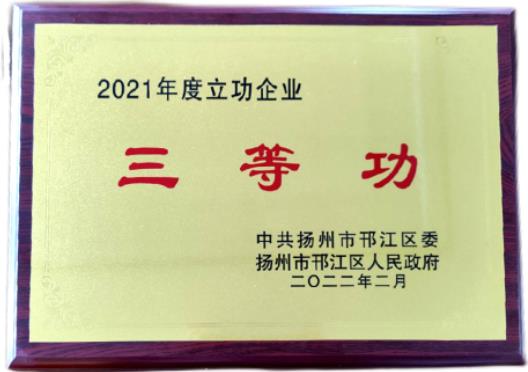 2021年度立功企业
三等功
中共扬州市邗江区委
扬州市邗江区人民政府
二〇二二年二月